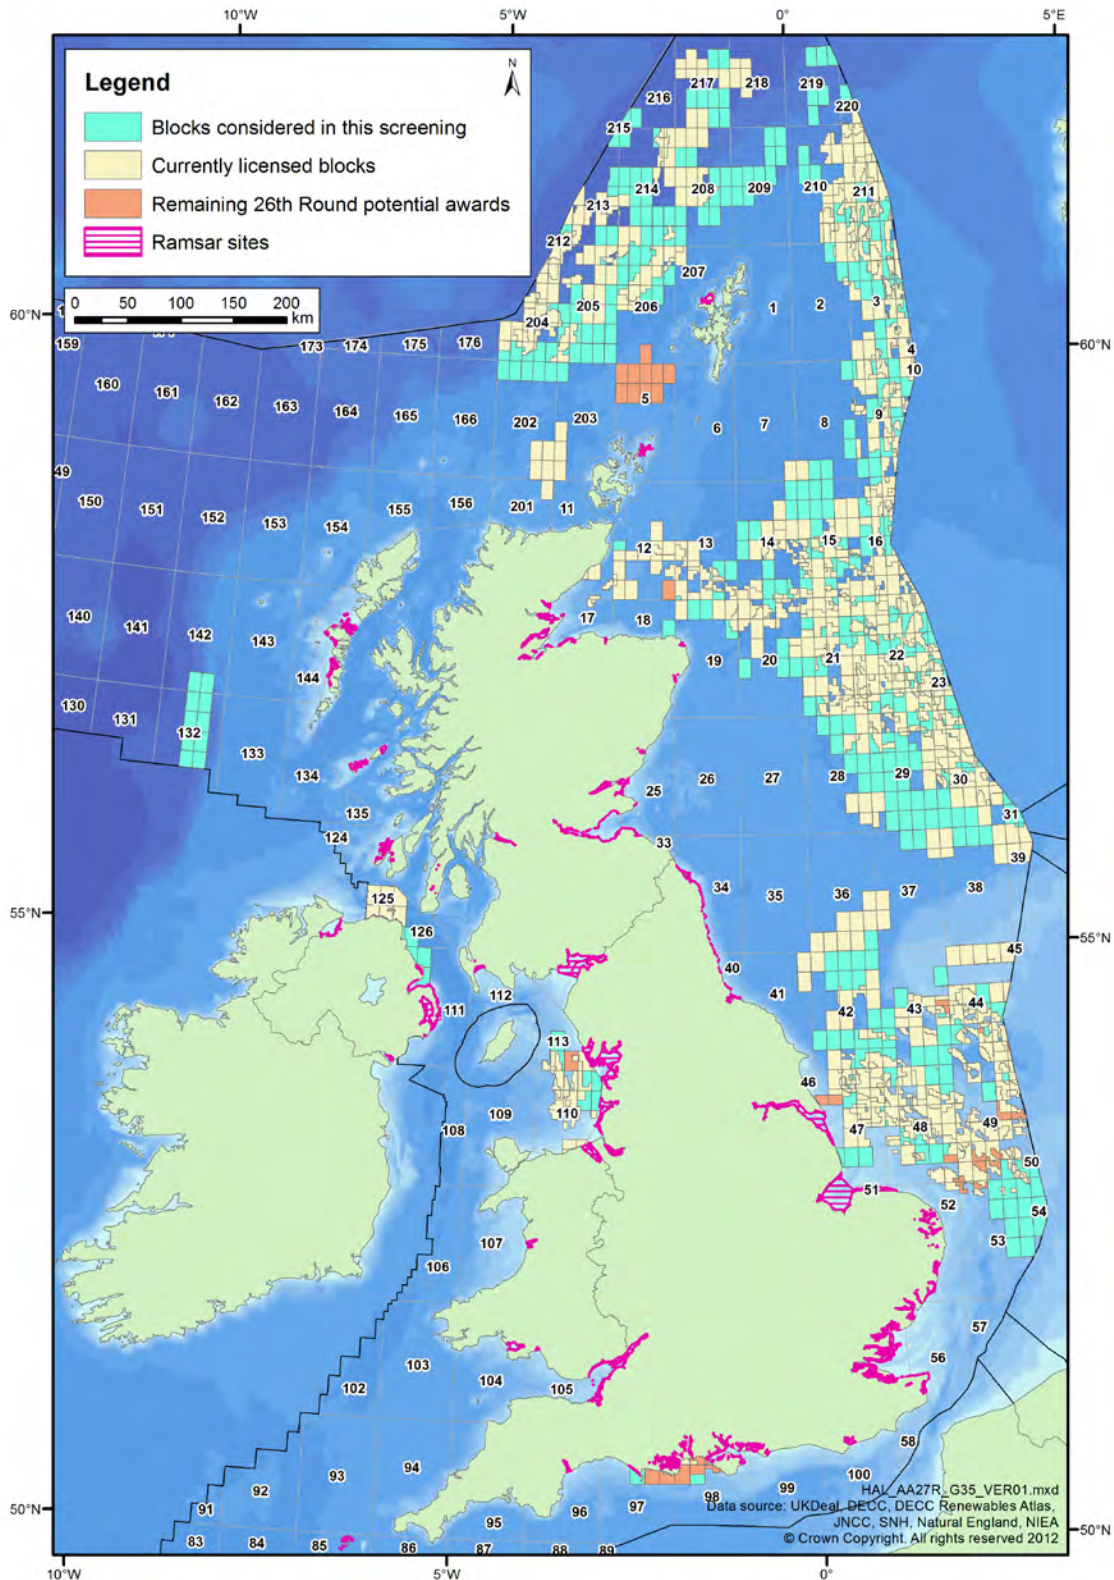 10°W 5°W 0° 5°E
Legend
N
Blocks considered in this screening
Currently licensed blocks
Remaining 26th Round potential awards
Ramsar sites
0 50 100 150 200
km
216 217 218 219
215 220
214 208 209 210 211
213
212
207
205 206 1 2 3
204
60°N 60°N
159 173 174 175 176 4
10
160 161 162 163 164 165 166 202 203 5 6 7 8 9
49 150 151 152 153 154 155 156 201 11
12 13 14 15 16
140 141 142 143 144 17 18 19 20 21 22
23
130 131 132 133 134 26 27 28 29 30
135 25 31
124 33 39
125 34 35 36 37 38
55°N 55°N
126 40 45
111 112 41 42 43 44
113 46
108 109 110 47 48 49
50
51 52 54
107 53
106
57
103 56
102 104 105
58
93 94 100
91 92 97 98 99
HAL_AA27R_G35_VER01.mxd
Data source: UKDeal, DECC, DECC Renewables Atlas,
JNCC, SNH, Natural England, NIEA
© Crown Copyright. All rights reserved 2012
50°N 50°N
95 96
83 84 85 86 87 88 89
10°W 5°W 0°